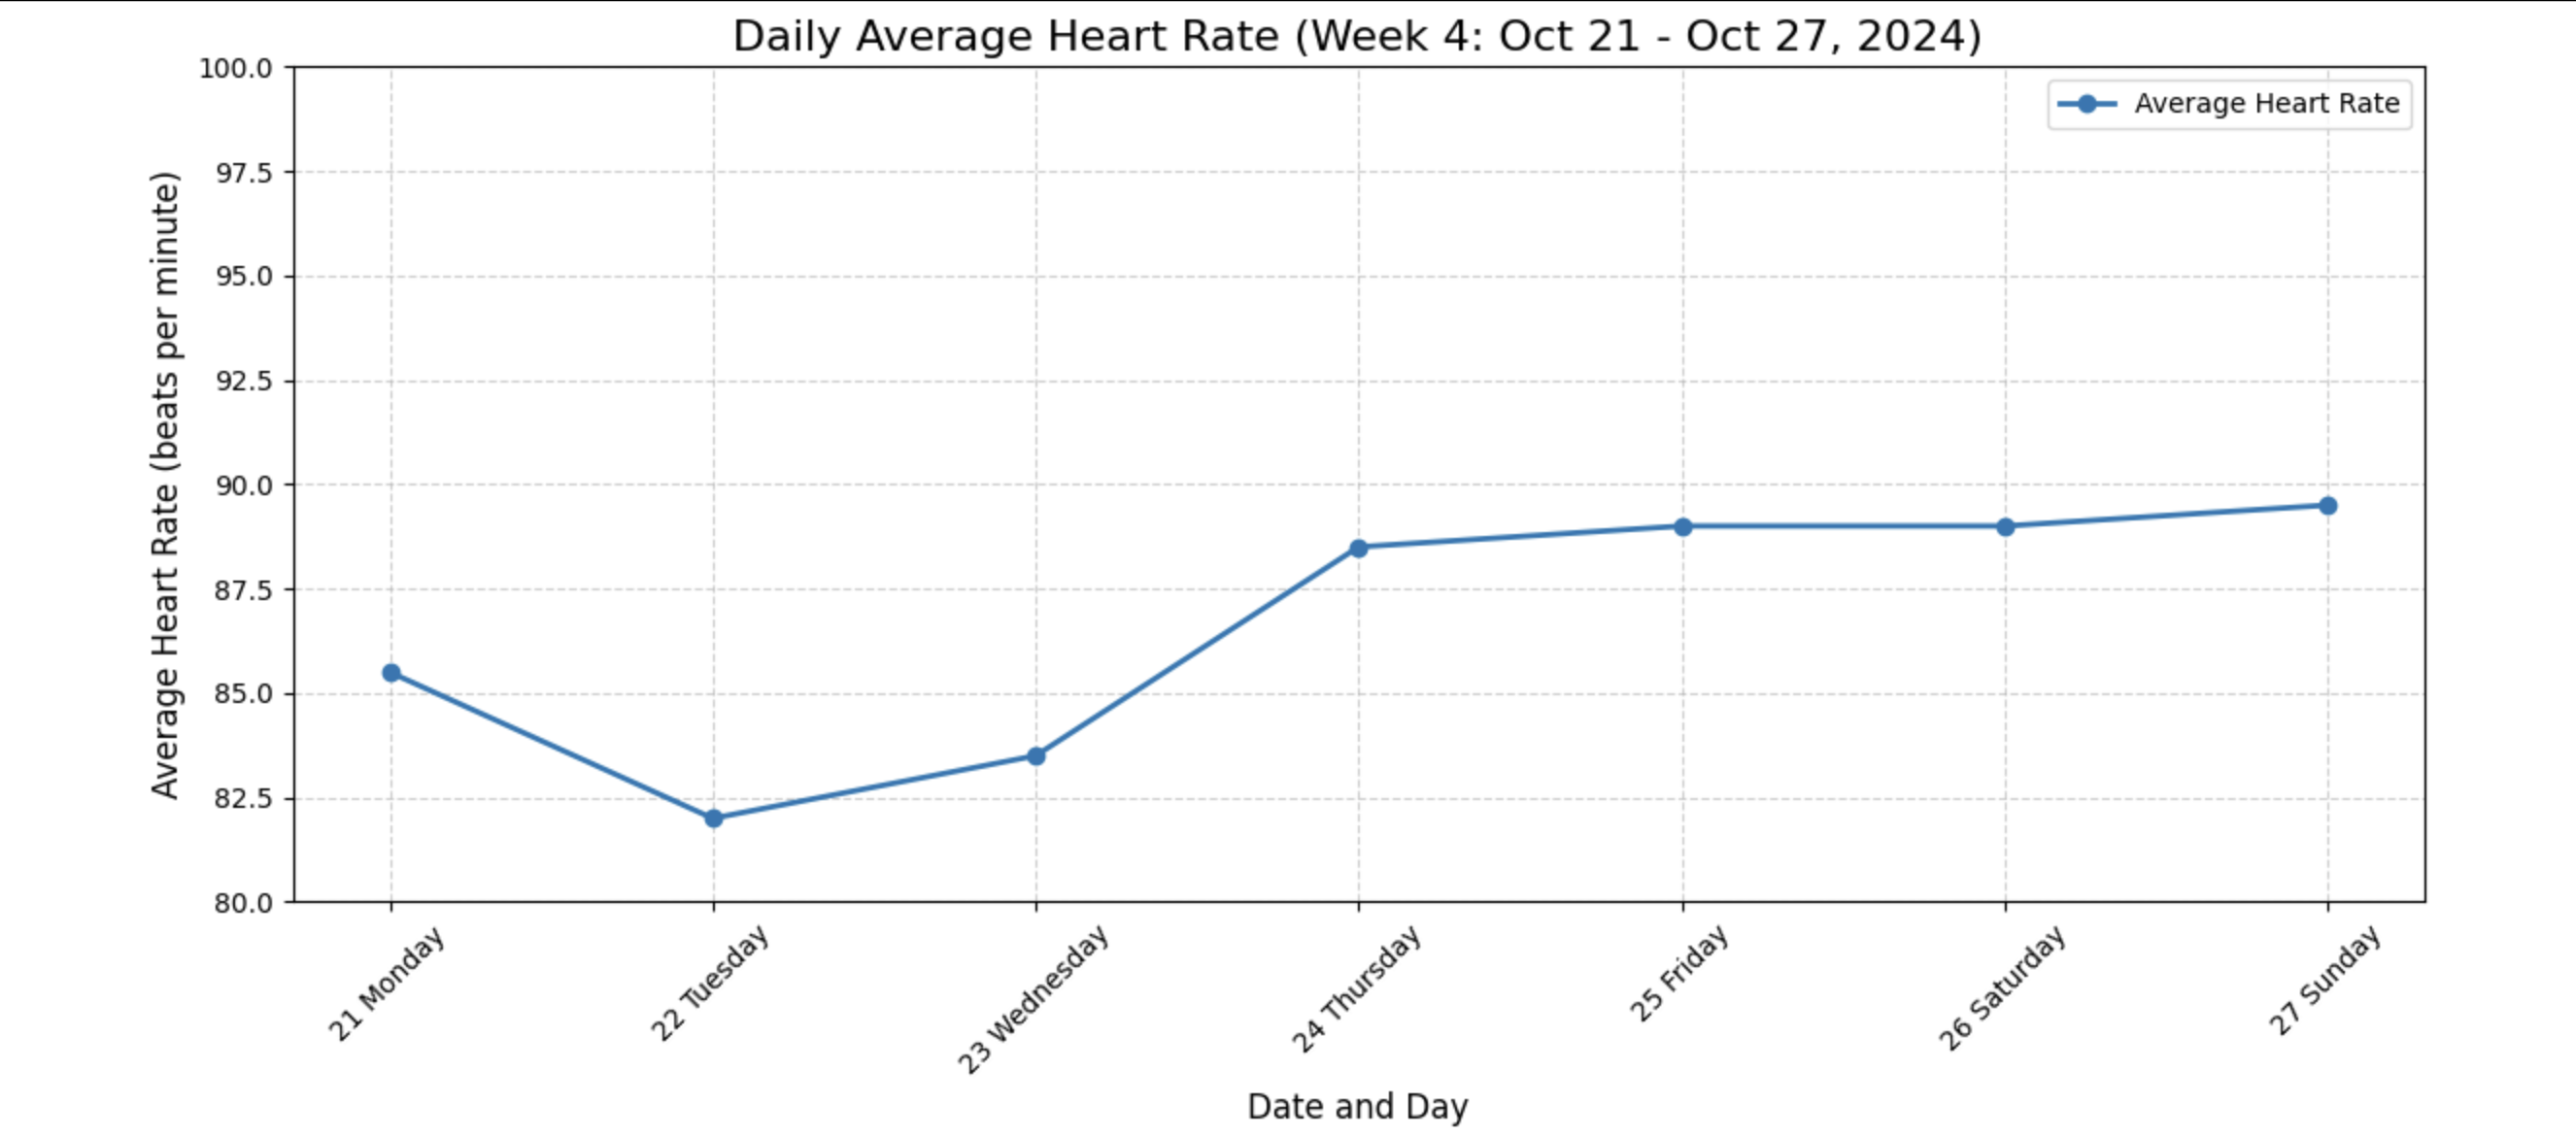 Daily Average Heart Rate (Week 4: Oct 21 - Oct 27, 2024)
Average Heart Rate
Average Heart Rate (beats per minute)
100.0
97.5
95.0
92.5
90.0
87.5
85.0
82.5
80.0
21 Monday
22 Tuesday
23 Wednesday
24 Thursday
25 Friday
26 Saturday
27 Sunday
Date and Day